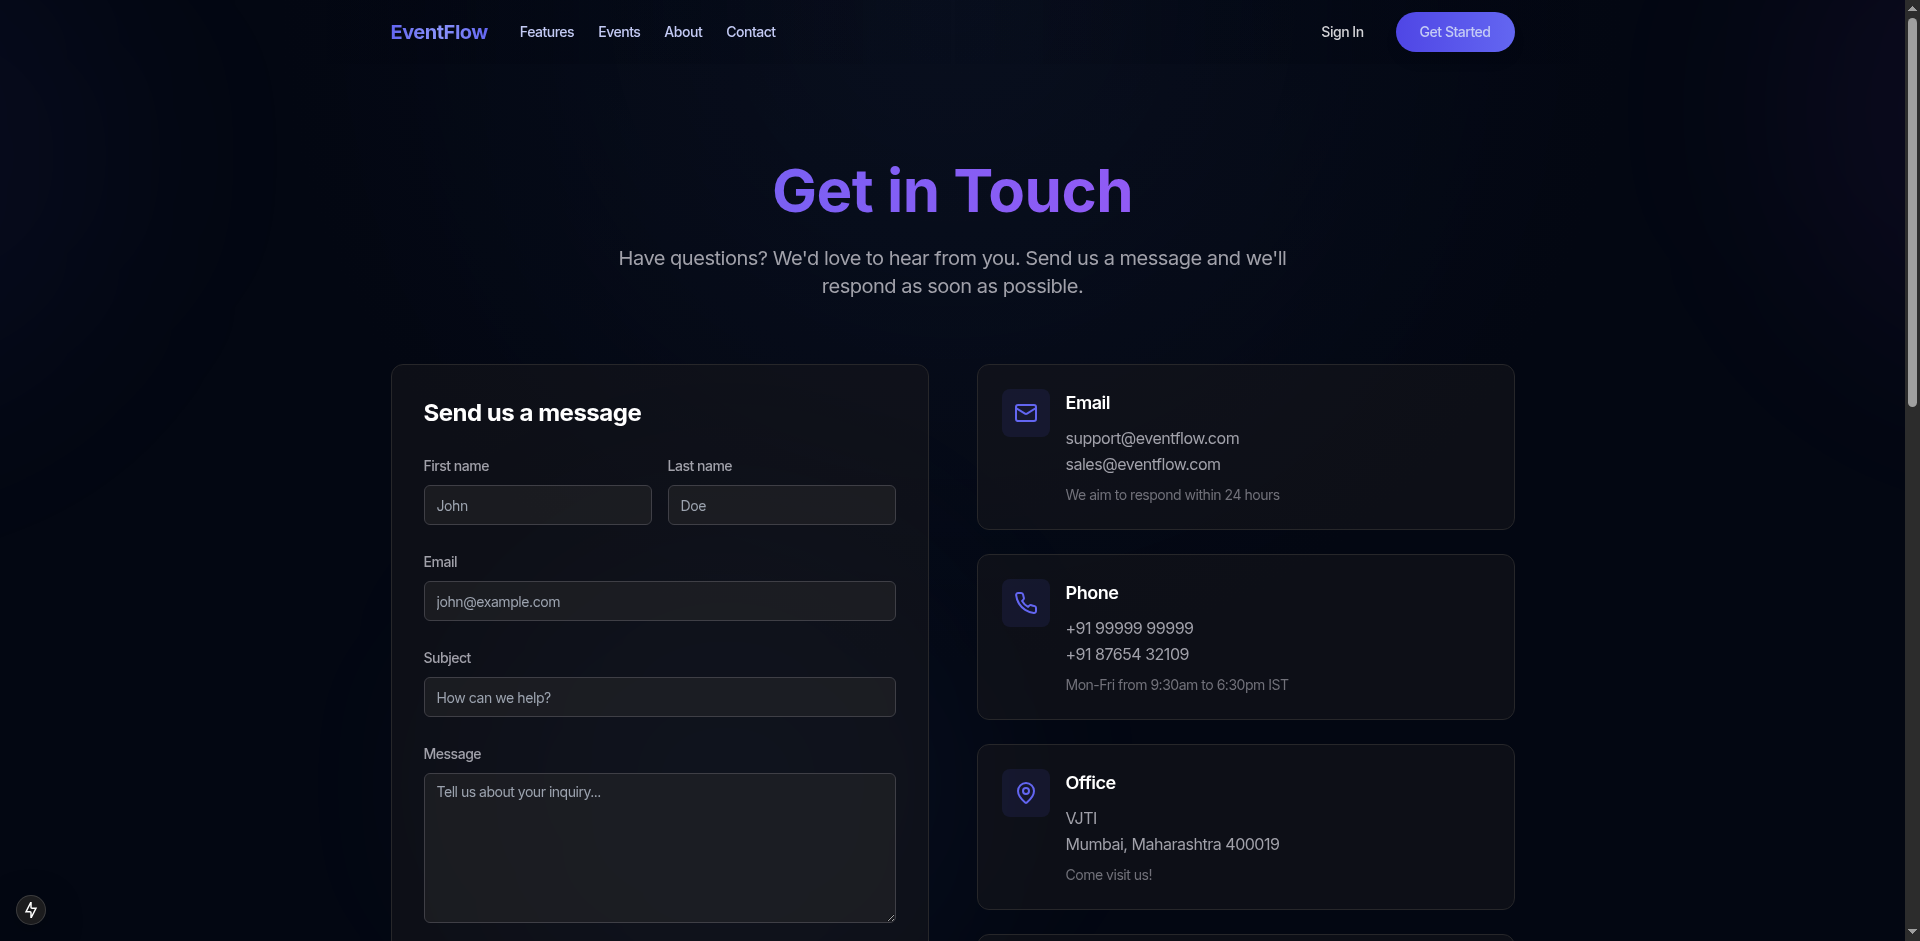 EventFlow
Features
Events
About
Contact
Sign In
Get Started
Get in Touch
Have questions? We'd love to hear from you. Send us a message and we'll
respond as soon as possible.
Send us a message
First name
Last name
John
Doe
Email
john@example.com
Subject
How can we help?
Message
Tell us about your inquiry...
Email
support@eventflow.com
sales@eventflow.com
We aim to respond within 24 hours
Phone
+91 99999 99999
+91 87654 32109
Mon-Fri from 9:30am to 6:30pm IST
Office
VJTI
Mumbai, Maharashtra 400019
Come visit us!